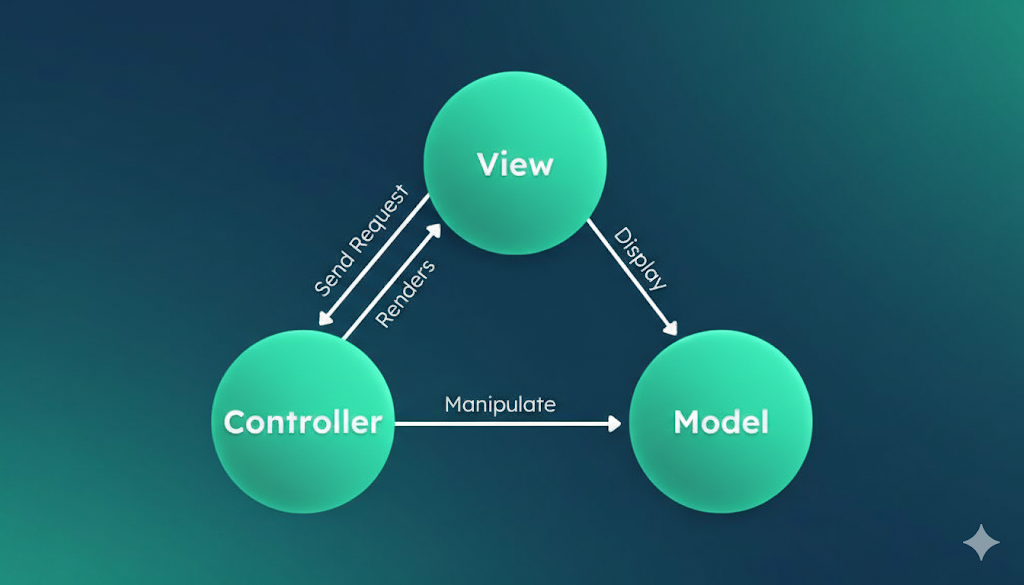 View
Send Request
Renders
Display
Controller
Manipulate
Model